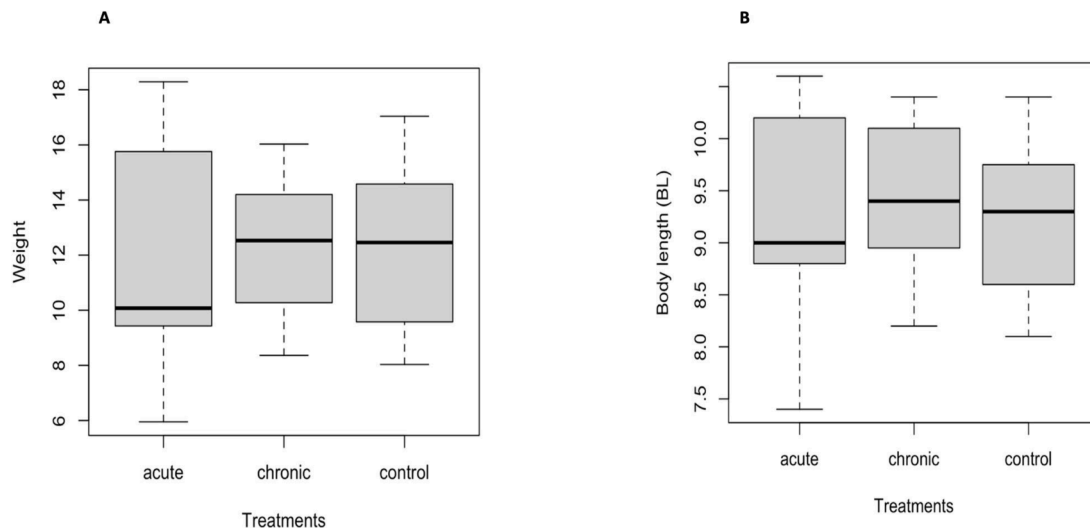 A
Weight
18
16
14
12
10
8
6
acute
chronic
control
Treatments
B
Body length (BL)
10.0
9.5
9.0
8.5
8.0
7.5
acute
chronic
control
Treatments